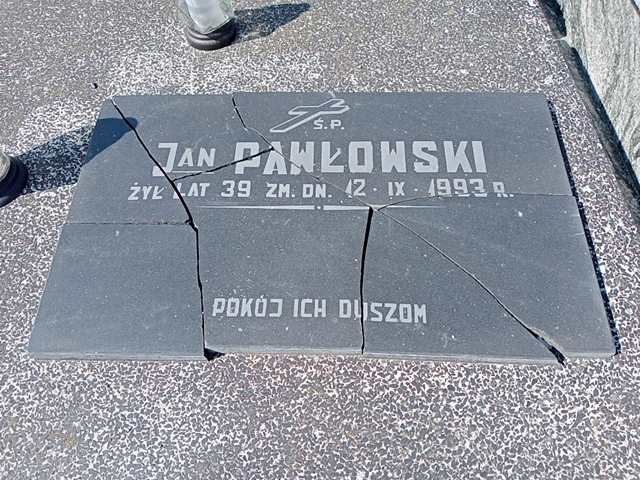 Ś.P.
JAN PAWŁOWSKI
ŻYŁ LAT 39 ZM. DN. 12 · IX · 1993 R.
POKÓJ ICH DUSZOM